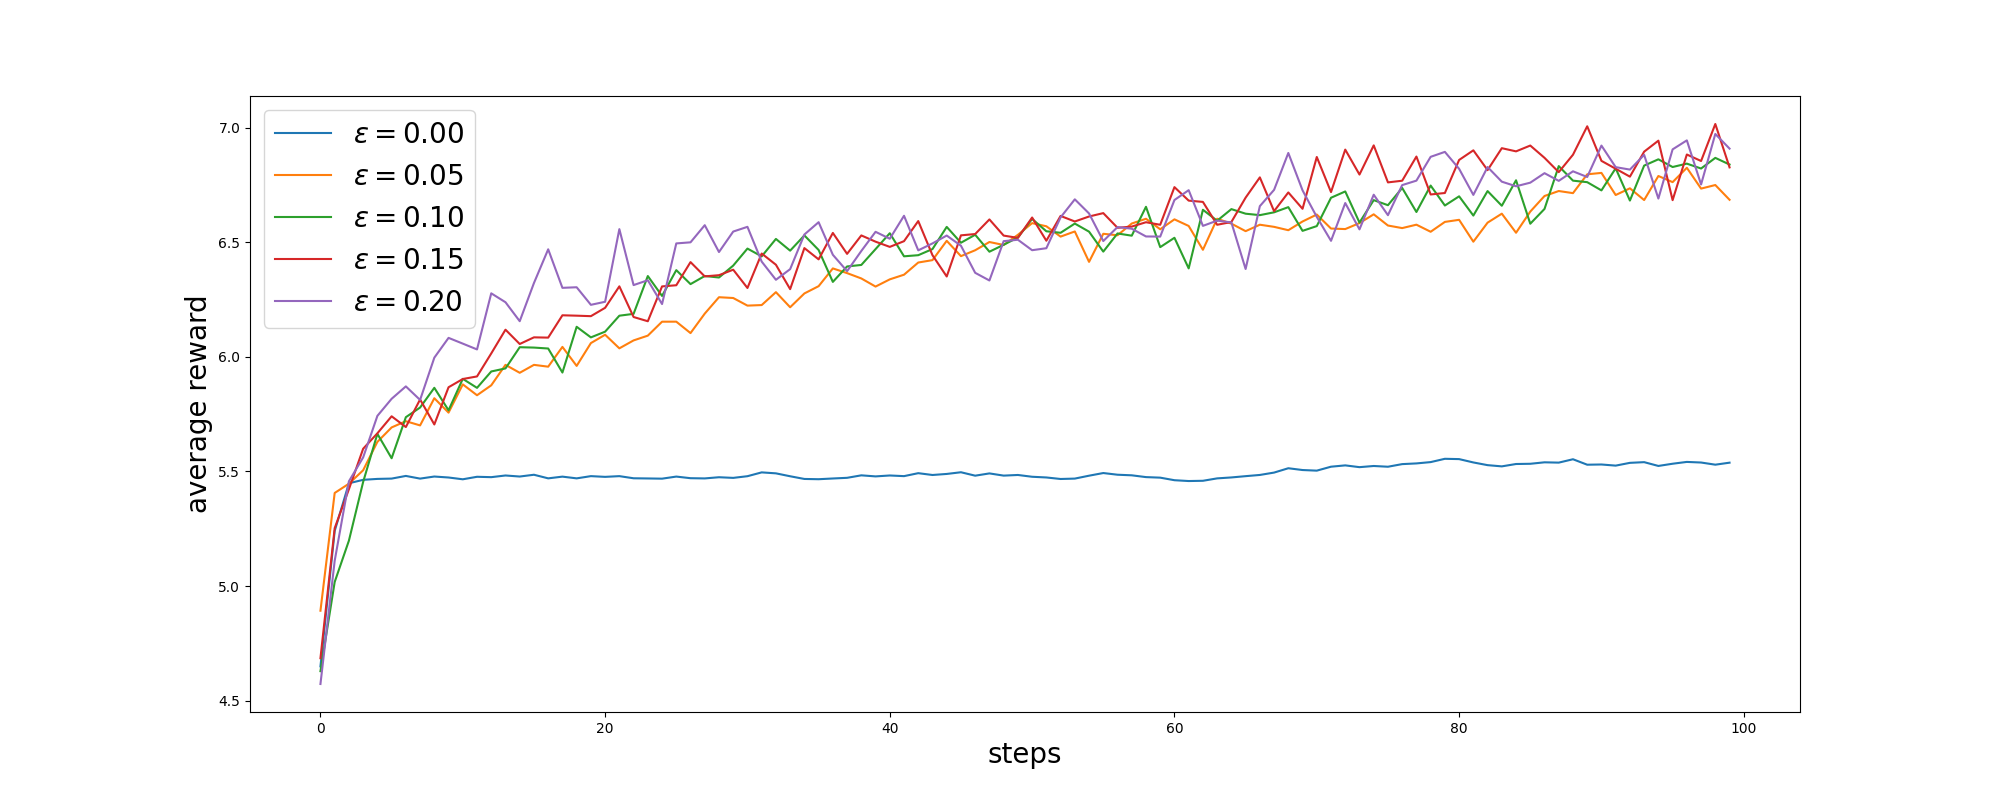 ε = 0.00
ε = 0.05
ε = 0.10
ε = 0.15
ε = 0.20
7.0
6.5
6.0
5.5
5.0
4.5
average reward
0 20 40 60 80 100
steps